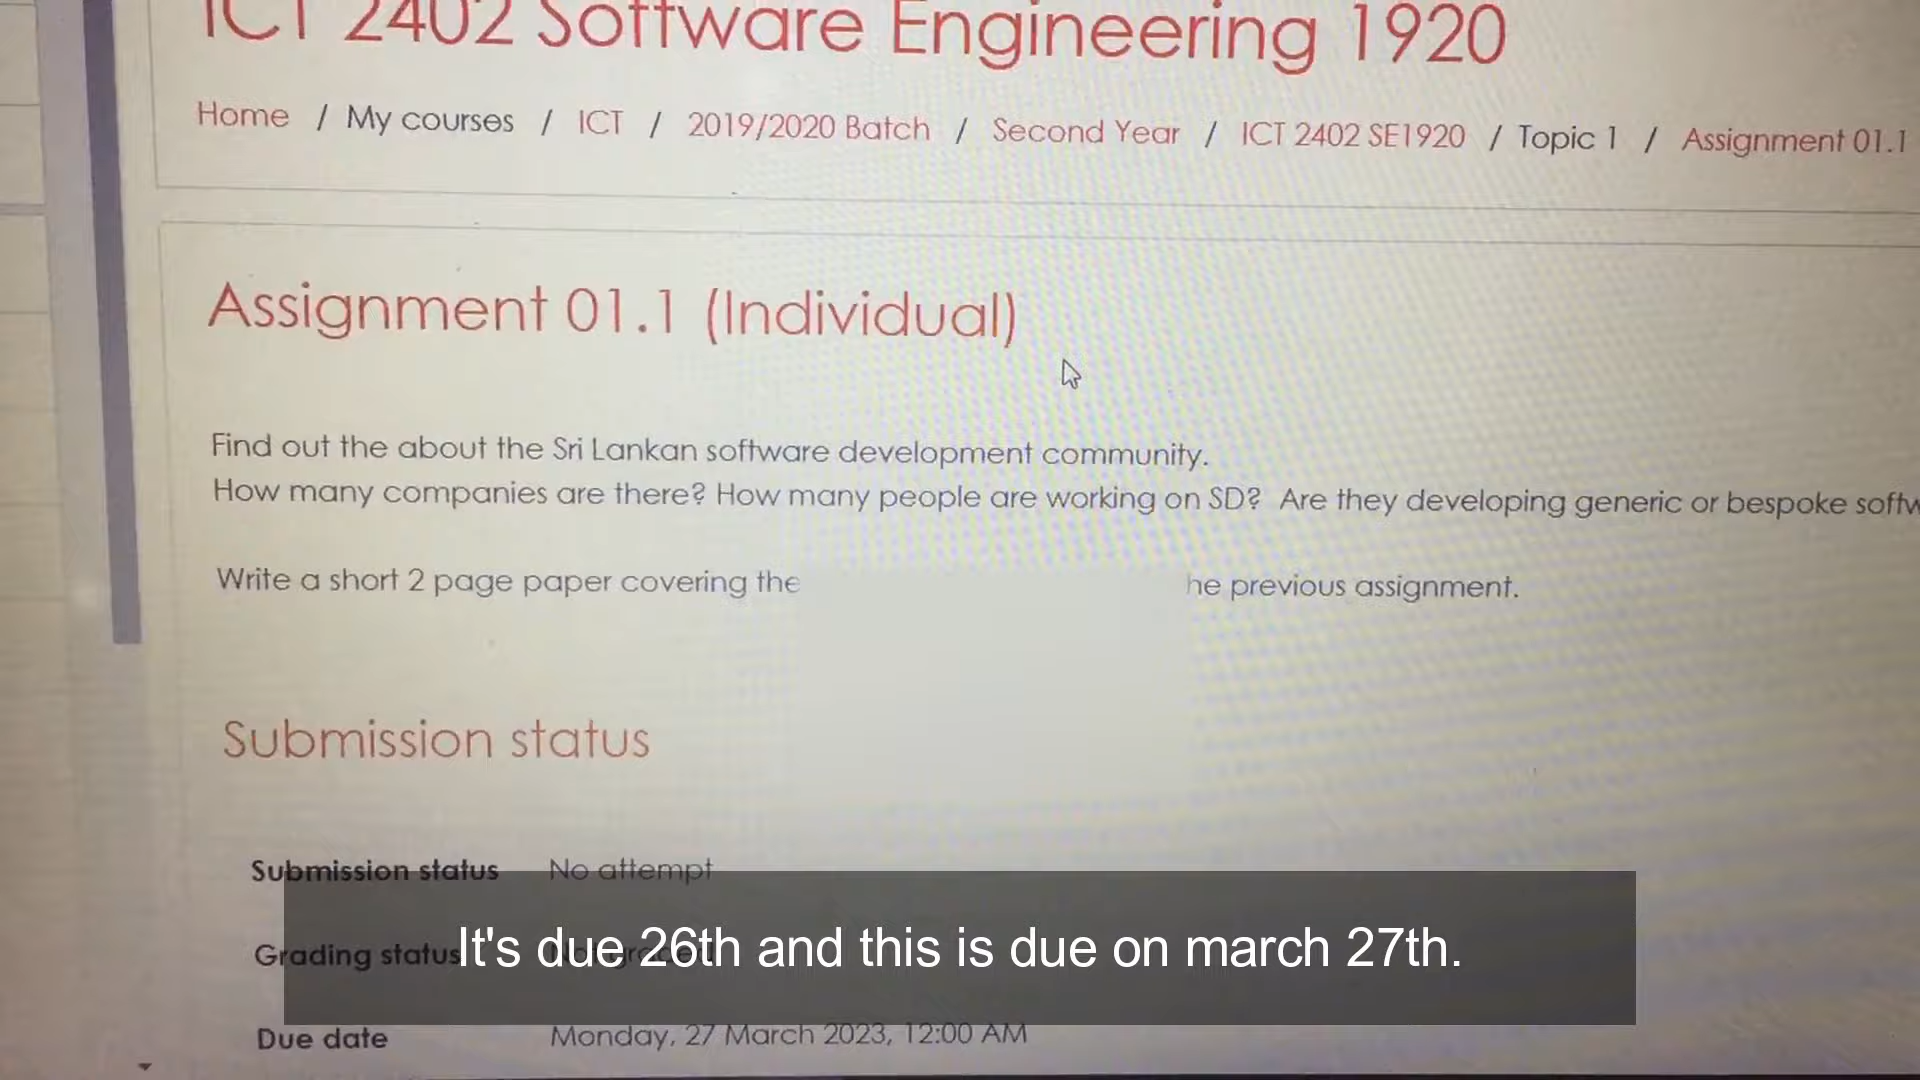 ICT 2402 Software Engineering 1920
Home / My courses / ICT / 2019/2020 Batch / Second Year / ICT 2402 SE1920 / Topic 1 / Assignment 01.1
Assignment 01.1 (Individual)
Find out the about the Sri Lankan software development community.
How many companies are there? How many people are working on SD? Are they developing generic or bespoke
Write a short 2 page paper covering the he previous assignment.
Submission status
Submission status No attempt
Grading status
It's due 26th and this is due on march 27th.
Due date Monday, 27 March 2023, 12:00 AM